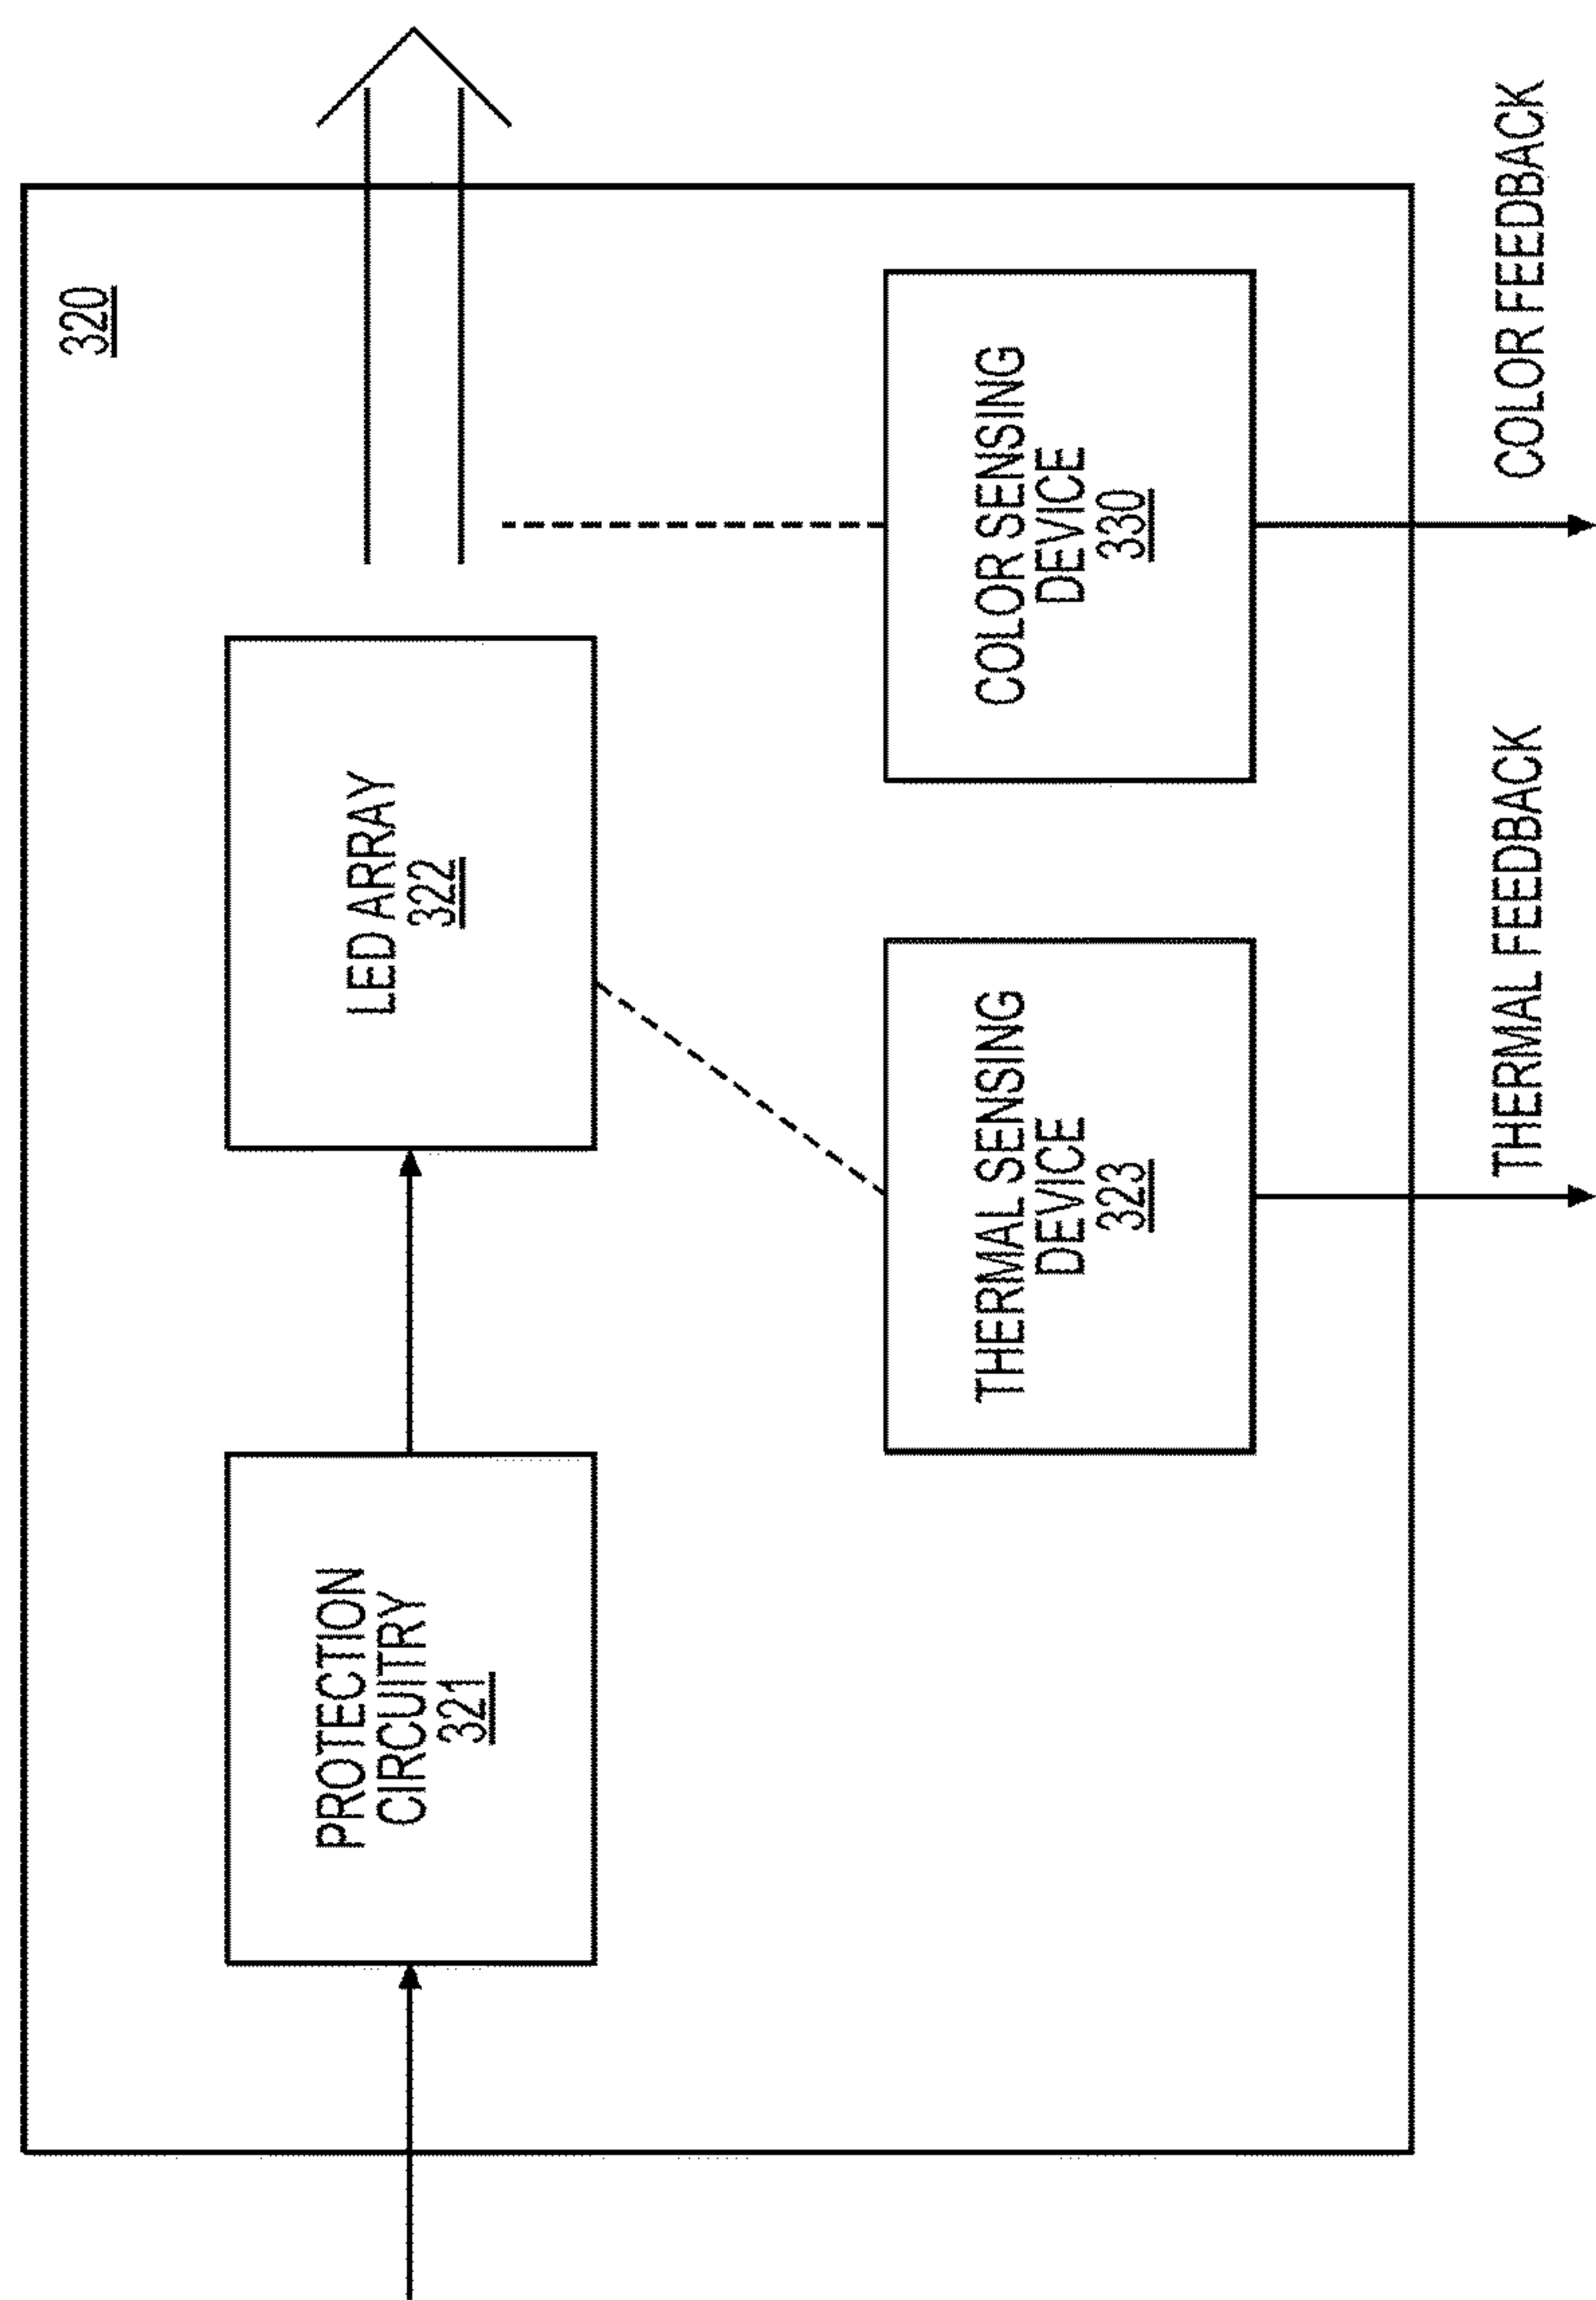 320
PROTECTION
CIRCUITRY
321
LED ARRAY
322
THERMAL SENSING
DEVICE
323
COLOR SENSING
DEVICE
330
THERMAL FEEDBACK
COLOR FEEDBACK